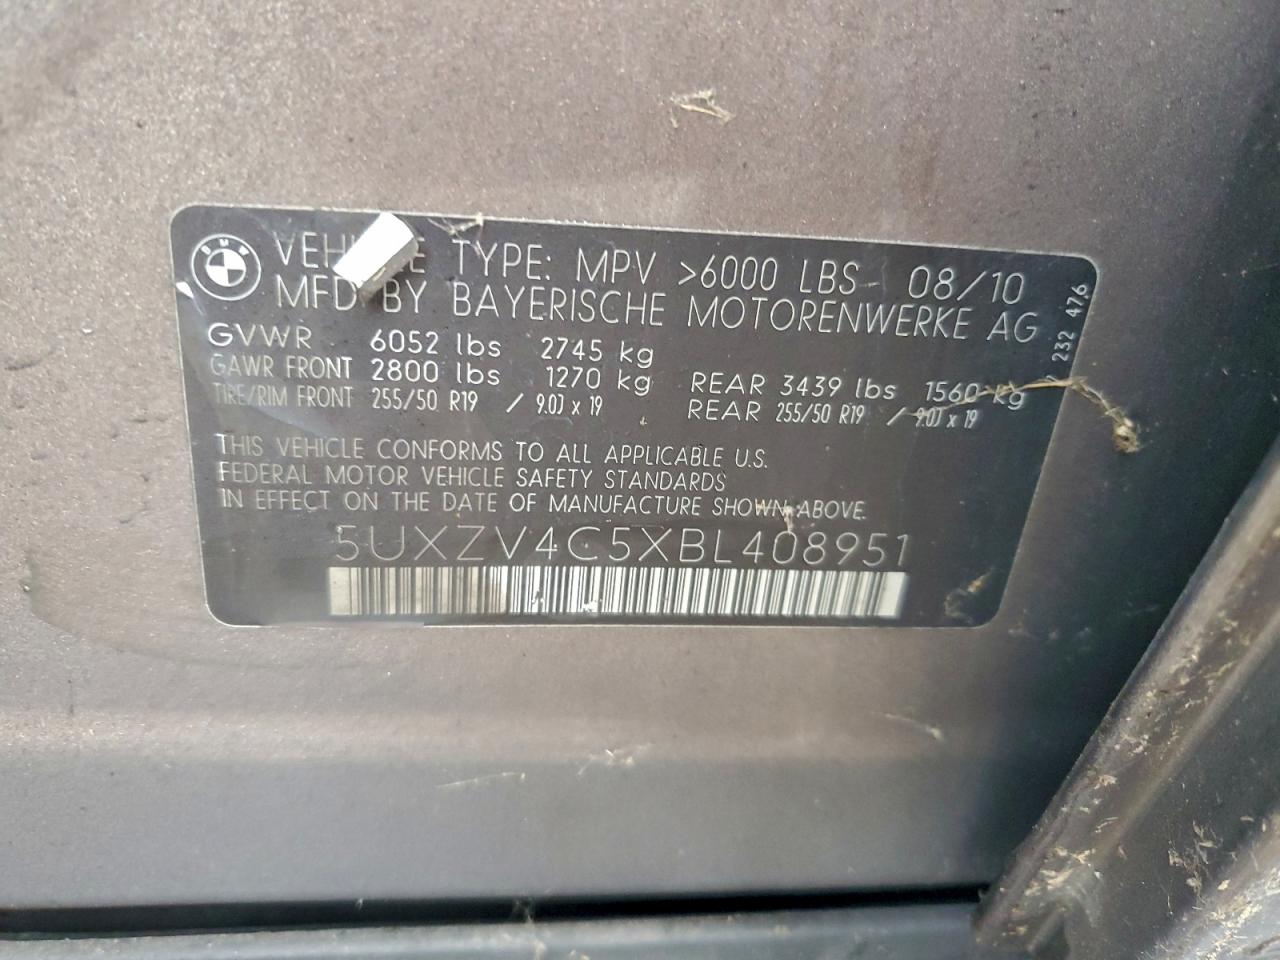 BMW
TYPE: MPV >6000 LBS 08/10
MFD BY BAYERISCHE MOTORENWERKE AG
232 476
GVWR 6052 lbs 2745 kg
GAWR FRONT 2800 lbs 1270 kg REAR 3439 lbs 1560 kg
TIRE/RIM FRONT 255/50 R19 / 9.0J x 19 REAR 255/50 R19 / 9.0J x 19
THIS VEHICLE CONFORMS TO ALL APPLICABLE U.S.
FEDERAL MOTOR VEHICLE SAFETY STANDARDS
IN EFFECT ON THE DATE OF MANUFACTURE SHOWN ABOVE.
5UXZV4C5XBL408951